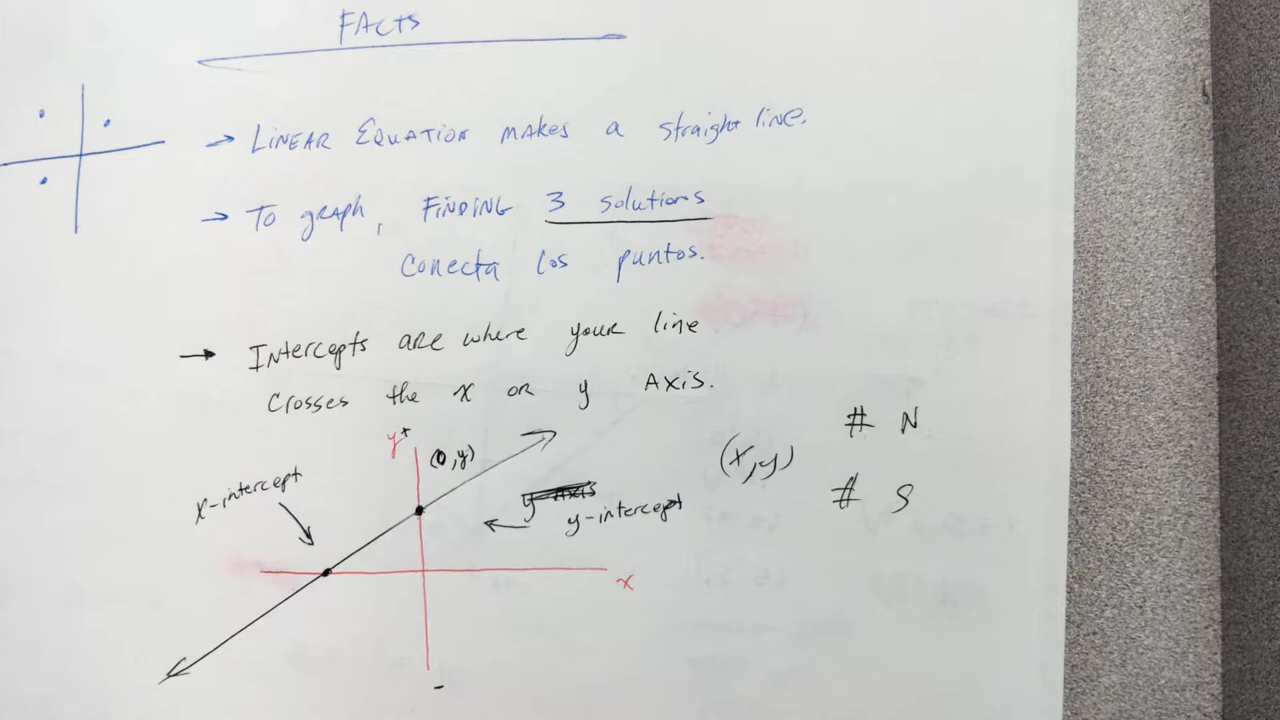 FACTS
→ LINEAR EQUATION MAKES a straight line.
→ To graph, FINDING 3 solutions
Conecta los puntos.
→ Intercepts are where your line
crosses the x or y Axis.
y +
(0,y)
x-intercept
y-intercept
x
-
(x,y)
# N
# S